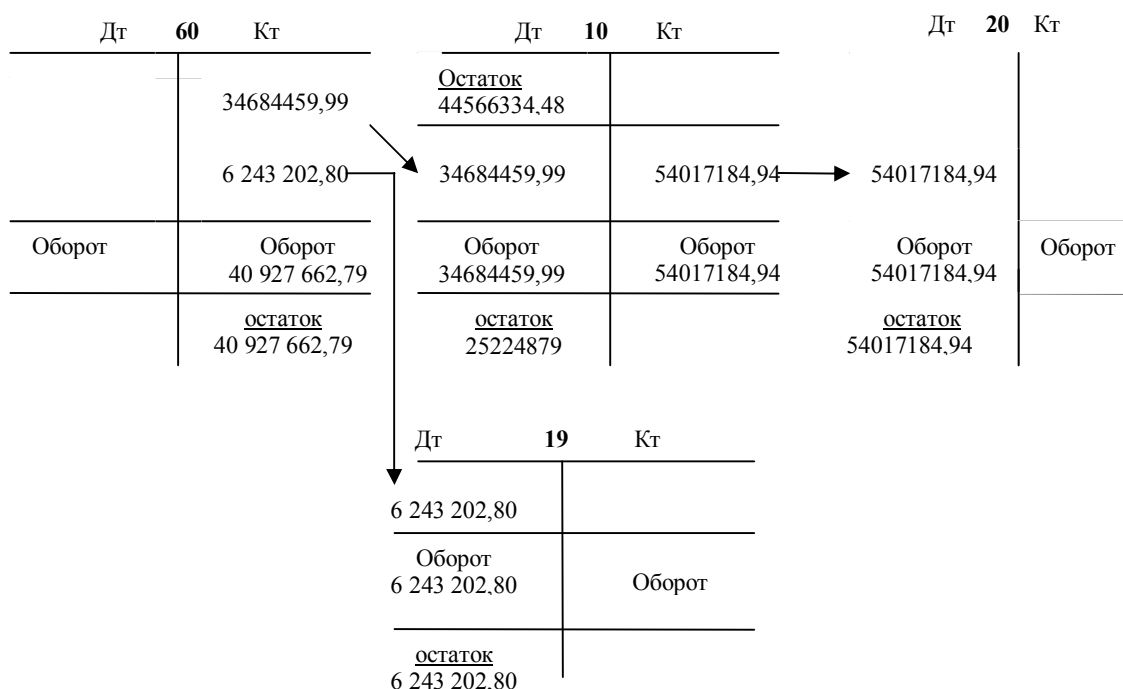 Дт 60 Кт
34684459,99
6 243 202,80
Оборот Оборот
40 927 662,79
остаток
40 927 662,79
Дт 10 Кт
Остаток
44566334,48
34684459,99 54017184,94
Оборот Оборот
34684459,99 54017184,94
остаток
25224879
Дт 20 Кт
54017184,94
Оборот Оборот
54017184,94
остаток
54017184,94
Дт 19 Кт
6 243 202,80
Оборот
6 243 202,80 Оборот
остаток
6 243 202,80